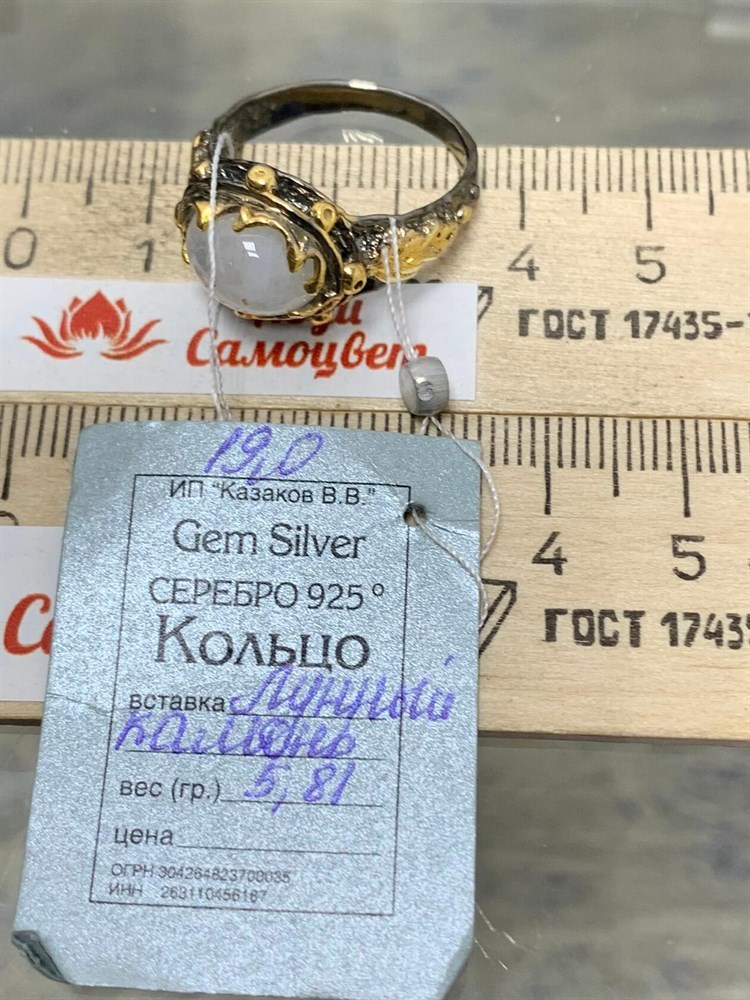 0 1 4 5
ГОСТ 17435-
Самоцвет
4 5
ГОСТ 1743
19,0
ИП "Казаков В.В."
Gem Silver
СЕРЕБРО 925°
Кольцо
вставка Лунный
камень
вес (гр.) 5,81
цена
ОГРН 304264823700035
ИНН 263110456167